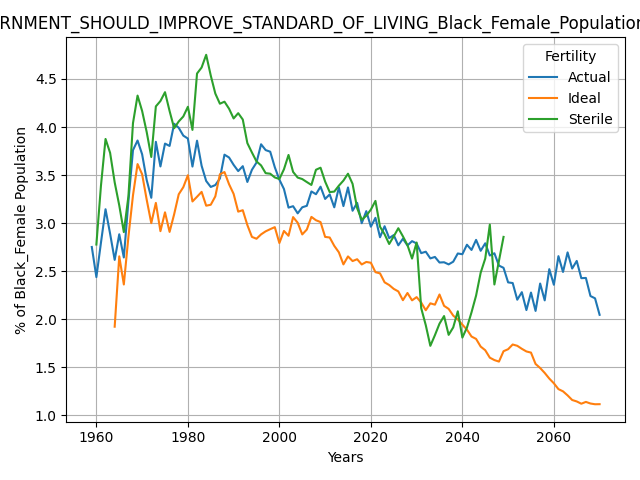 RNMENT_SHOULD_IMPROVE_STANDARD_OF_LIVING_Black_Female_Population
Fertility
Actual
Ideal
Sterile
% of Black_Female Population
4.5
4.0
3.5
3.0
2.5
2.0
1.5
1.0
1960
1980
2000
2020
2040
2060
Years